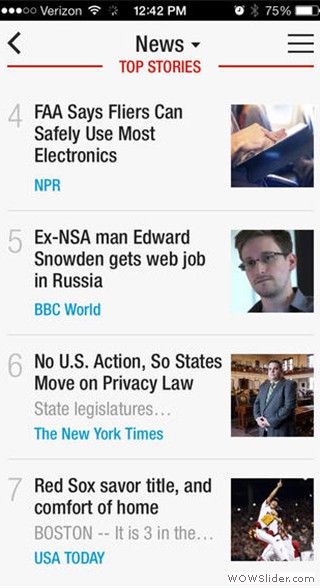 Verizon 12:42 PM 75%
News
TOP STORIES
4
FAA Says Fliers Can
Safely Use Most
Electronics
NPR
5
Ex-NSA man Edward
Snowden gets web job
in Russia
BBC World
6
No U.S. Action, So States
Move on Privacy Law
State legislatures…
The New York Times
7
Red Sox savor title, and
comfort of home
BOSTON -- It is 3 in the…
USA TODAY
WOWSlider.com